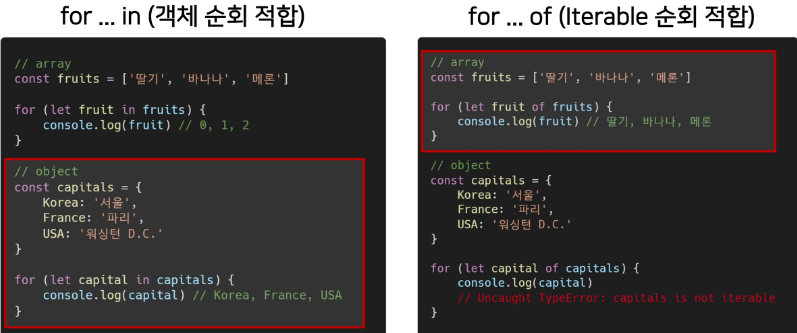 for ... in (객체 순회 적합)
// array
const fruits = ['딸기', '바나나', '메론']
for (let fruit in fruits) {
    console.log(fruit) // 0, 1, 2
}
// object
const capitals = {
    Korea: '서울',
    France: '파리',
    USA: '워싱턴 D.C.'
}
for (let capital in capitals) {
    console.log(capital) // Korea, France, USA
}
for ... of (Iterable 순회 적합)
// array
const fruits = ['딸기', '바나나', '메론']
for (let fruit of fruits) {
    console.log(fruit) // 딸기, 바나나, 메론
}
// object
const capitals = {
    Korea: '서울',
    France: '파리',
    USA: '워싱턴 D.C.'
}
for (let capital of capitals) {
    console.log(capital)
    // Uncaught TypeError: capitals is not iterable
}